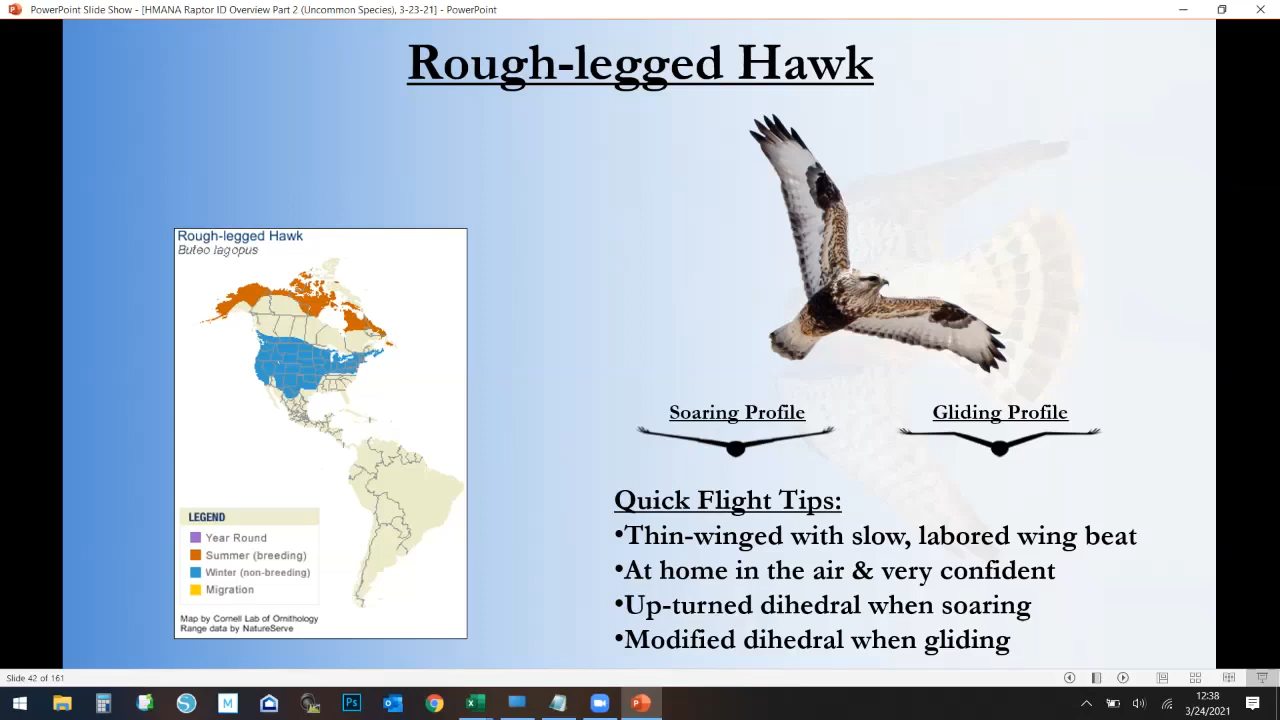 PowerPoint Slide Show - [HMANA Raptor ID Overview Part 2 (Uncommon Species), 3-23-21] - PowerPoint
Rough-legged Hawk
Rough-legged Hawk
Buteo lagopus
LEGEND
Year Round
Summer (breeding)
Winter (non-breeding)
Migration
Map by Cornell Lab of Ornithology
Range data by NatureServe
Soaring Profile
Gliding Profile
Quick Flight Tips:
•Thin-winged with slow, labored wing beat
•At home in the air & very confident
•Up-turned dihedral when soaring
•Modified dihedral when gliding
Slide 42 of 161
M
Ps
12:38
3/24/2021